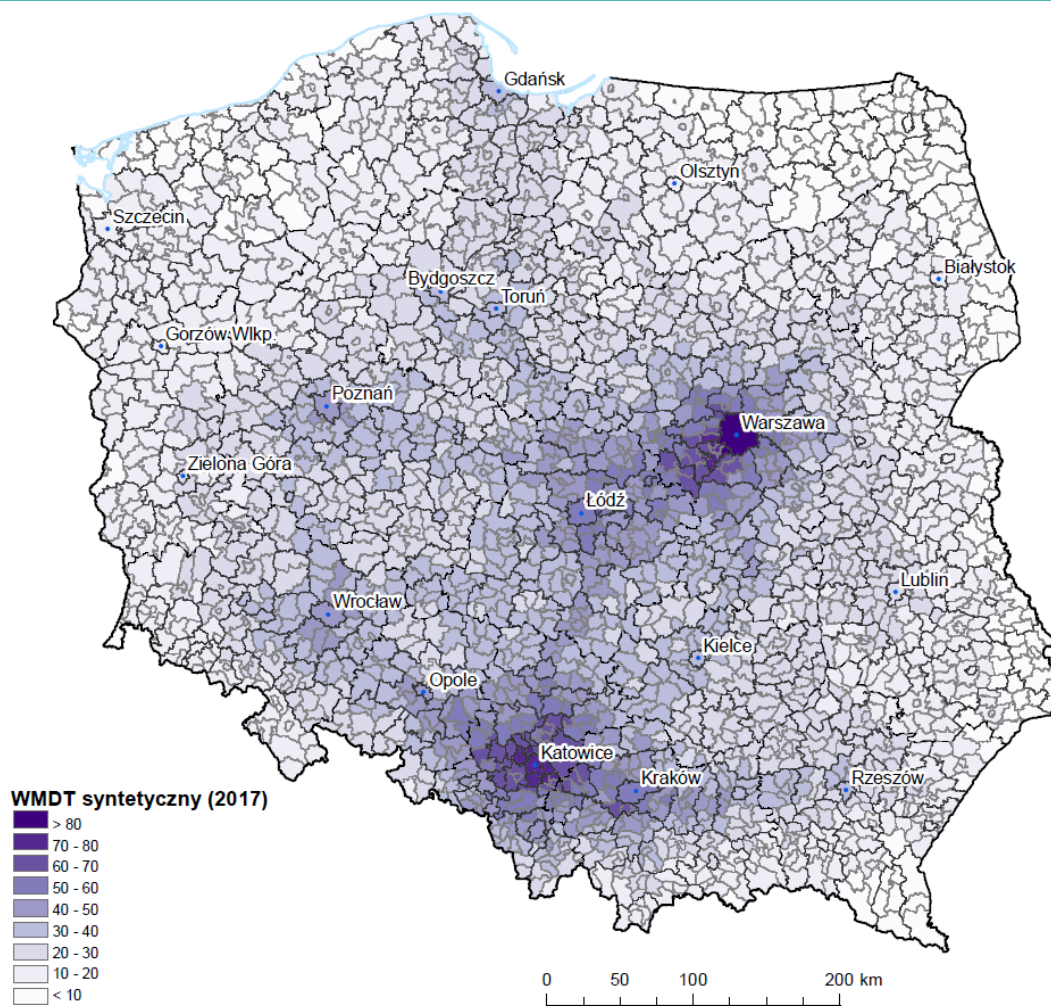 Gdańsk
Olsztyn
Szczecin
Białystok
Bydgoszcz
Toruń
Gorzów Wlkp.
Poznań
Warszawa
Zielona Góra
Łódź
Lublin
Wrocław
Kielce
Opole
Katowice
Kraków
Rzeszów
WMDT syntetyczny (2017)
> 80
70 - 80
60 - 70
50 - 60
40 - 50
30 - 40
20 - 30
10 - 20
< 10
0 50 100 200 km